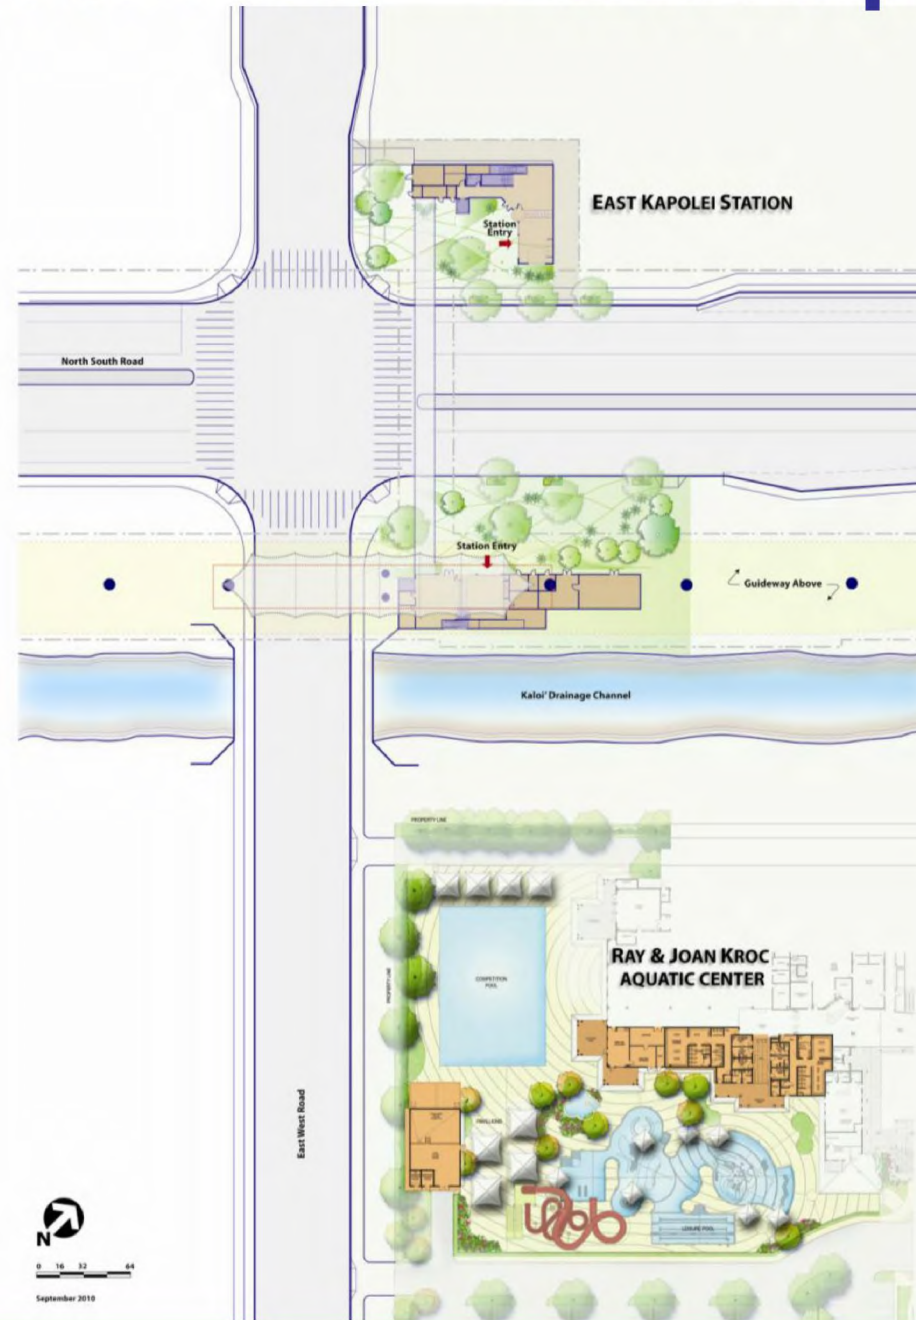 EAST KAPOLEI STATION
Station
Entry
North South Road
Station Entry
Guideway Above
Kaloi' Drainage Channel
PROPERTY LINE
RAY & JOAN KROC
AQUATIC CENTER
COMPETITION
POOL
PROPERTY LINE
East West Road
PAVILIONS
LEISURE POOL
N
0 16 32 64
September 2010